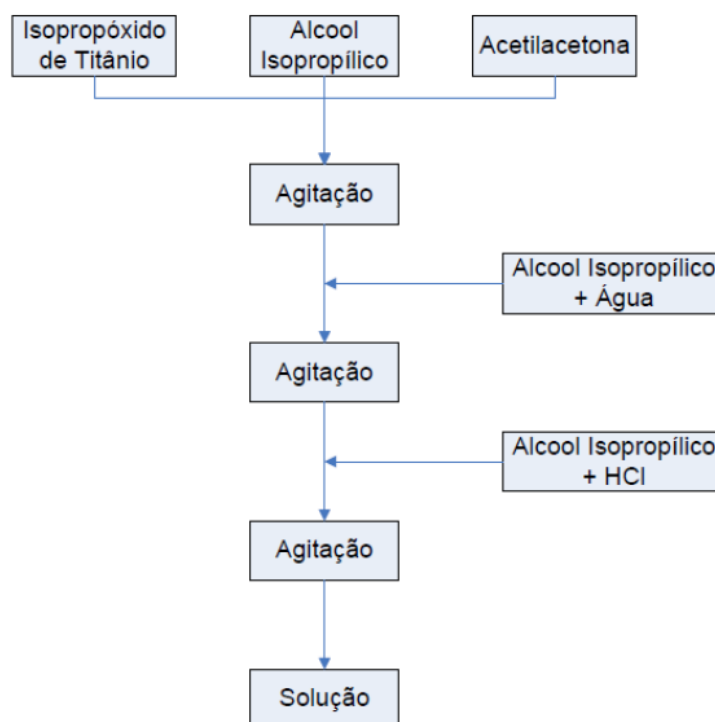 Isopropóxido
de Titânio
Alcool
Isopropílico
Acetilacetona
Agitação
Alcool Isopropílico
+ Água
Agitação
Alcool Isopropílico
+ HCl
Agitação
Solução